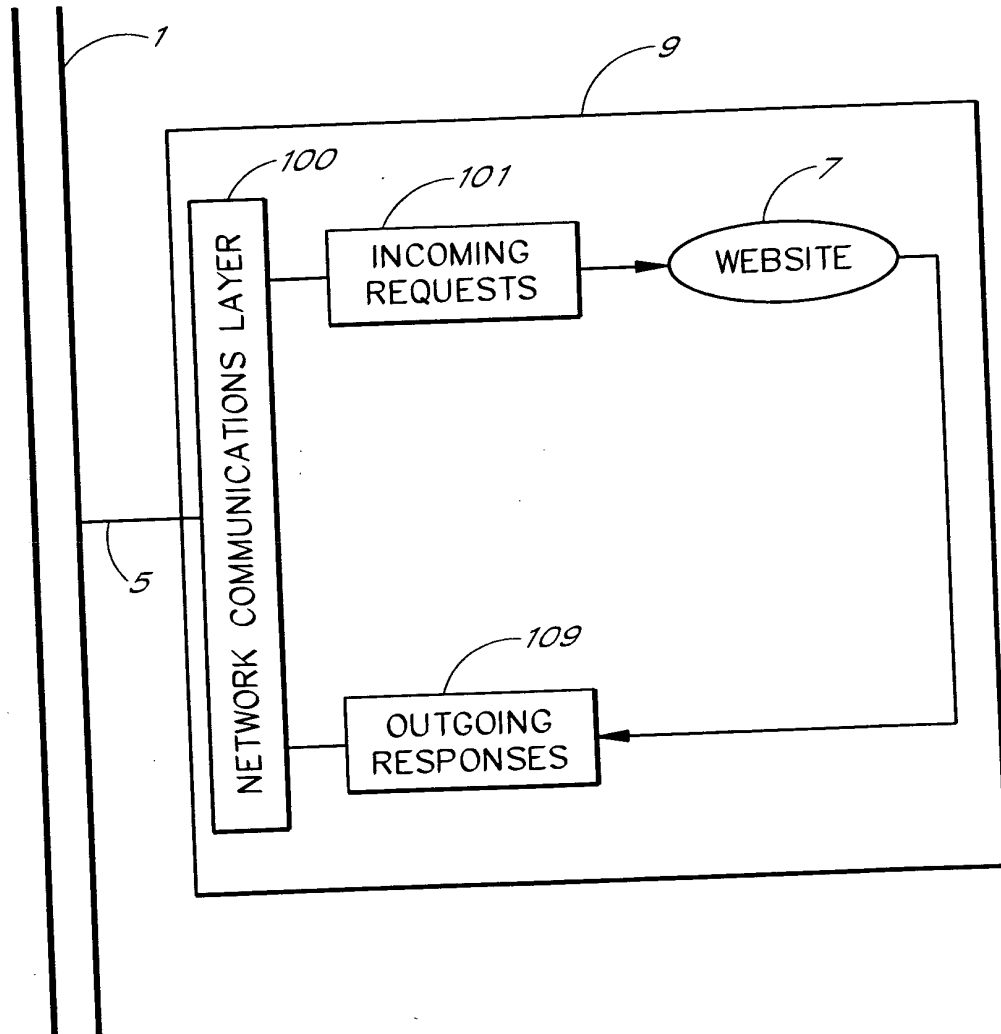 1
9
100
101
7
INCOMING
REQUESTS
WEBSITE
NETWORK COMMUNICATIONS LAYER
5
109
OUTGOING
RESPONSES